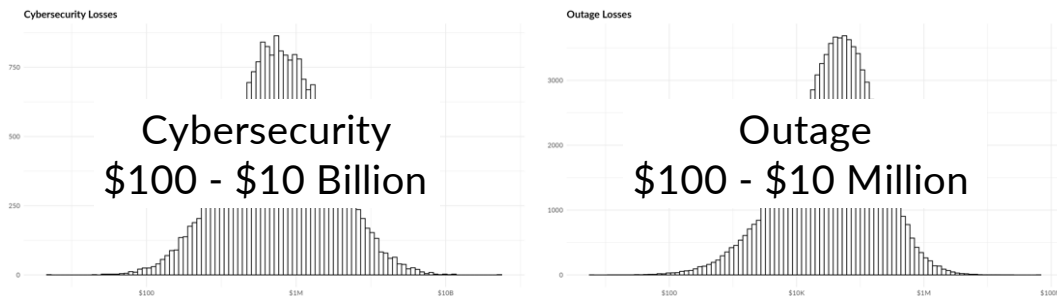 Cybersecurity Losses
750
500
250
0
$100
$1M
$10B
Cybersecurity
$100 - $10 Billion
Outage Losses
3000
2000
1000
0
$100
$10K
$1M
Outage
$100 - $10 Million